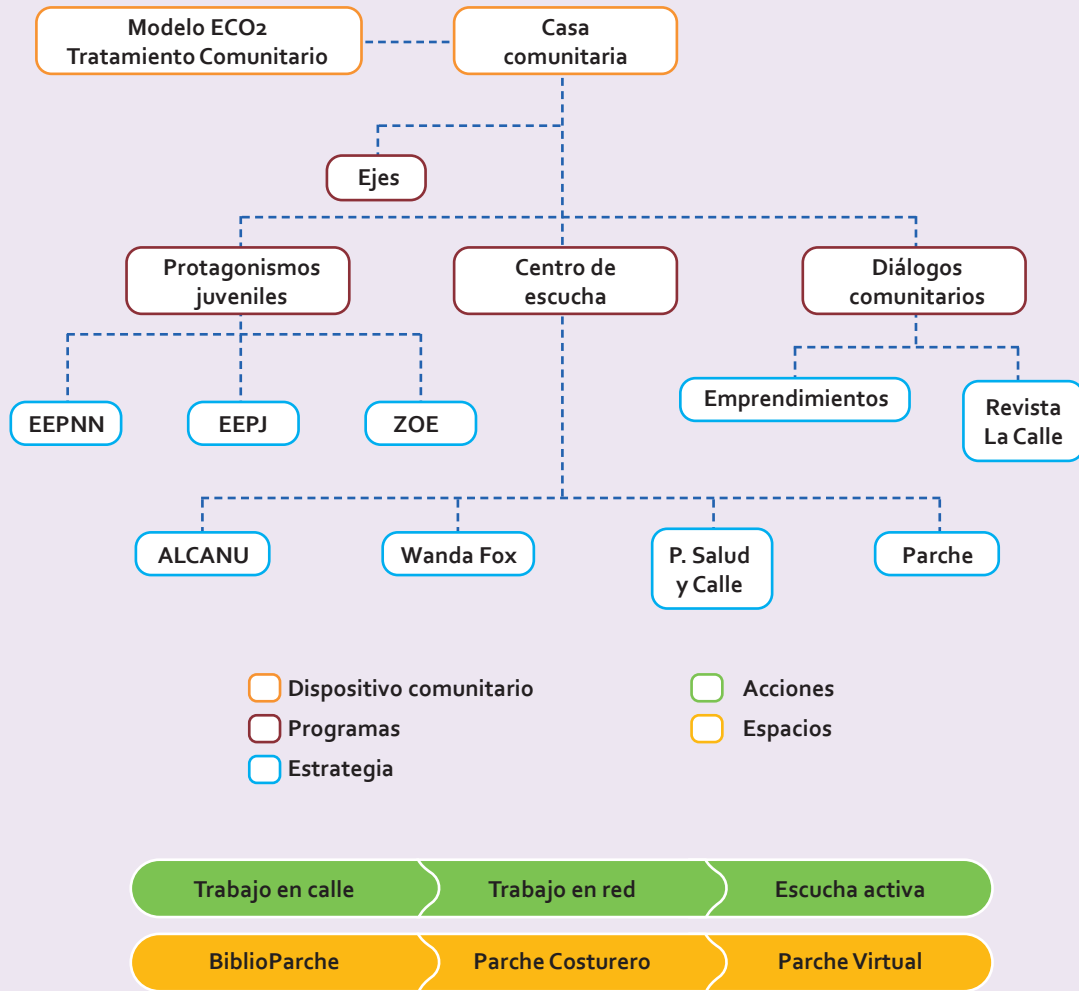 Modelo ECO2
Tratamiento Comunitario
Casa
comunitaria
Ejes
Protagonismos
juveniles
Centro de
escucha
Diálogos
comunitarios
EEPNN
EEPJ
ZOE
Emprendimientos
Revista
La Calle
ALCANU
Wanda Fox
P. Salud
y Calle
Parche
Dispositivo comunitario
Programas
Estrategia
Acciones
Espacios
Trabajo en calle
Trabajo en red
Escucha activa
BiblioParche
Parche Costurero
Parche Virtual